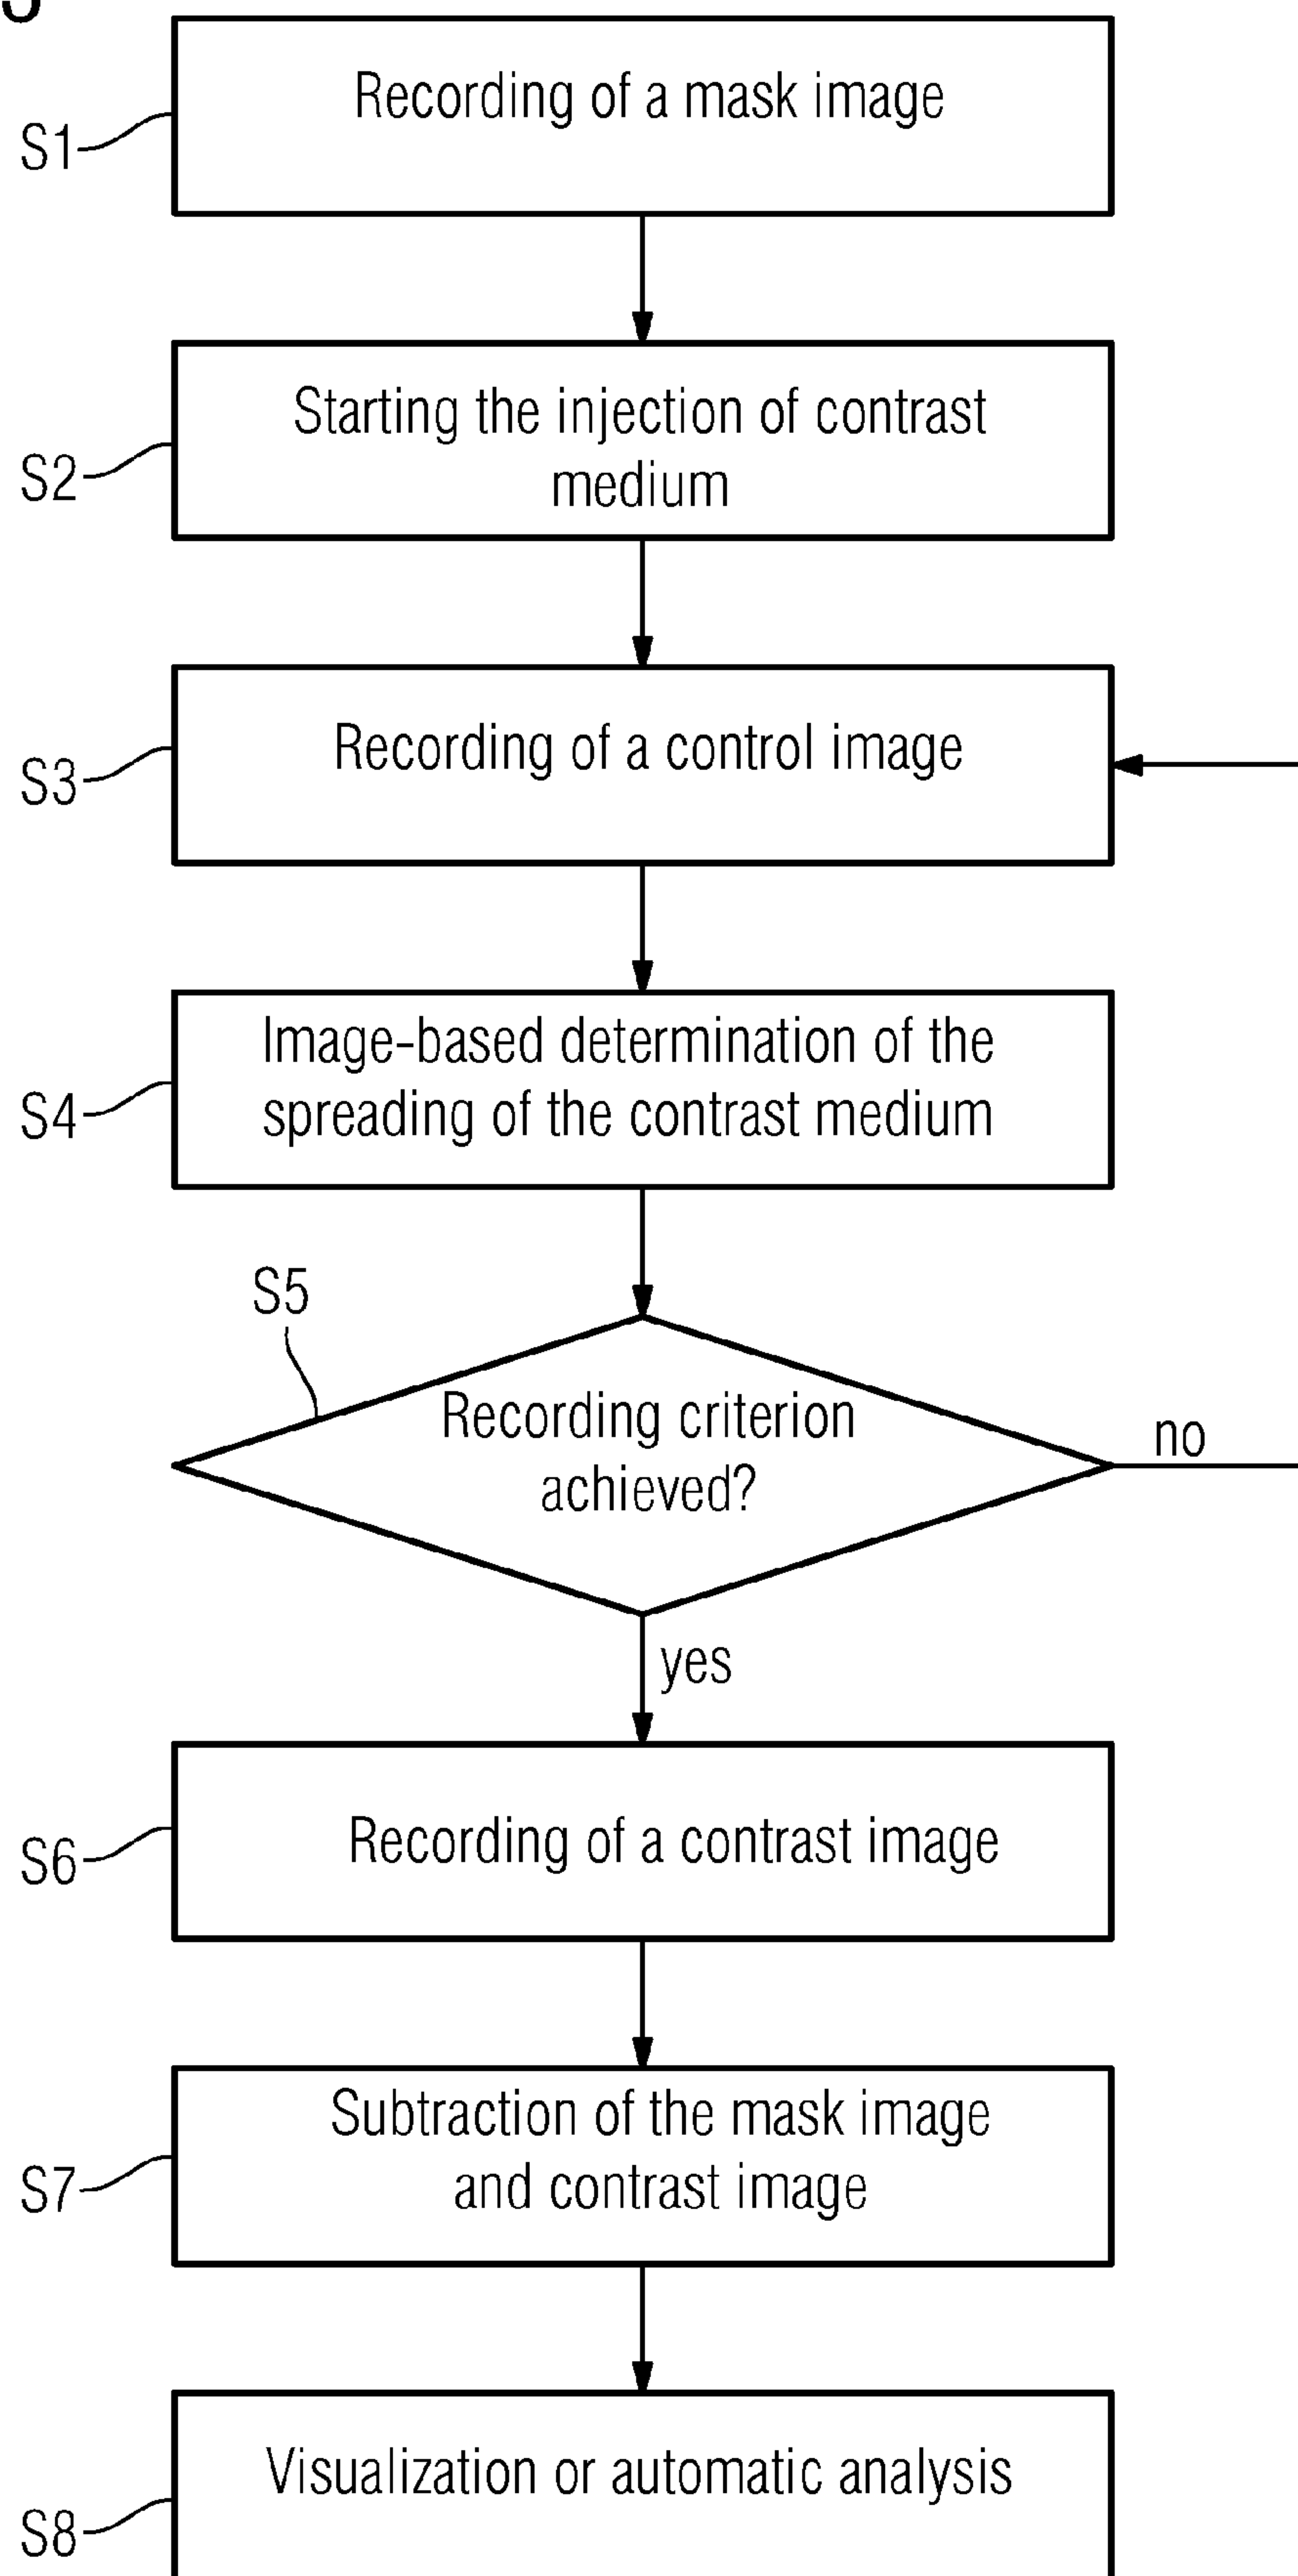 Recording of a mask image
S1
Starting the injection of contrast
medium
S2
Recording of a control image
S3
Image-based determination of the
spreading of the contrast medium
S4
S5
Recording criterion
achieved?
no
yes
Recording of a contrast image
S6
Subtraction of the mask image
and contrast image
S7
Visualization or automatic analysis
S8